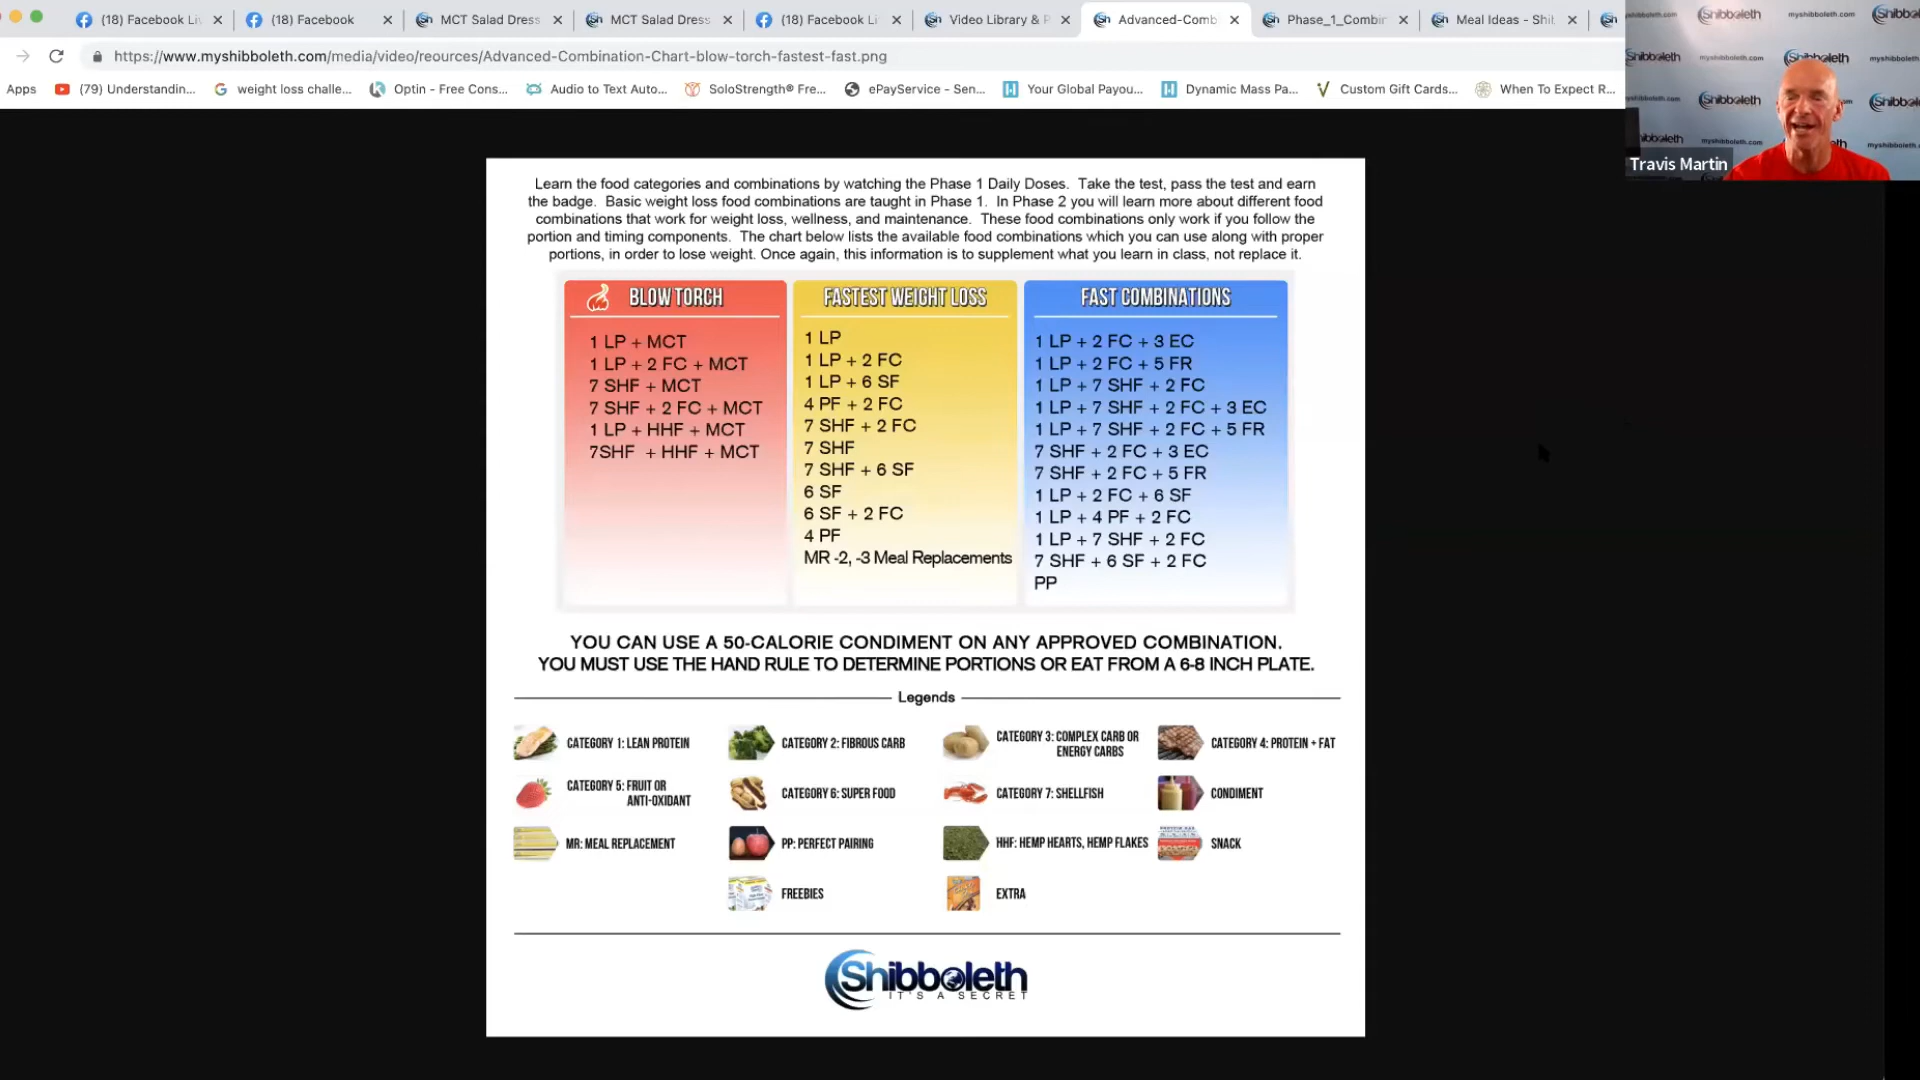 (18) Facebook Li
(18) Facebook
MCT Salad Dress
MCT Salad Dress
(18) Facebook Li
Video Library &
Advanced-Comb
Phase_1_Combin
Meal Ideas - Shil
https://www.myshibboleth.com/media/video/reources/Advanced-Combination-Chart-blow-torch-fastest-fast.png
Apps
(79) Understandin...
weight loss challe...
Optin - Free Cons...
Audio to Text Auto...
SoloStrength® Fre...
ePayService - Sen...
Your Global Payou...
Dynamic Mass Pa...
Custom Gift Cards...
When To Expect R...
Shibboleth
myshibboleth.com
Shibboleth
myshibboleth.com
Shibboleth
Travis Martin
Learn the food categories and combinations by watching the Phase 1 Daily Doses. Take the test, pass the test and earn
the badge. Basic weight loss food combinations are taught in Phase 1. In Phase 2 you will learn more about different food
combinations that work for weight loss, wellness, and maintenance. These food combinations only work if you follow the
portion and timing components. The chart below lists the available food combinations which you can use along with proper
portions, in order to lose weight. Once again, this information is to supplement what you learn in class, not replace it.
BLOW TORCH
1 LP + MCT
1 LP + 2 FC + MCT
7 SHF + MCT
7 SHF + 2 FC + MCT
1 LP + HHF + MCT
7SHF + HHF + MCT
FASTEST WEIGHT LOSS
1 LP
1 LP + 2 FC
1 LP + 6 SF
4 PF + 2 FC
7 SHF + 2 FC
7 SHF
7 SHF + 6 SF
6 SF
6 SF + 2 FC
4 PF
MR -2, -3 Meal Replacements
FAST COMBINATIONS
1 LP + 2 FC + 3 EC
1 LP + 2 FC + 5 FR
1 LP + 7 SHF + 2 FC
1 LP + 7 SHF + 2 FC + 3 EC
1 LP + 7 SHF + 2 FC + 5 FR
7 SHF + 2 FC + 3 EC
7 SHF + 2 FC + 5 FR
1 LP + 2 FC + 6 SF
1 LP + 4 PF + 2 FC
1 LP + 7 SHF + 2 FC
7 SHF + 6 SF + 2 FC
PP
YOU CAN USE A 50-CALORIE CONDIMENT ON ANY APPROVED COMBINATION.
YOU MUST USE THE HAND RULE TO DETERMINE PORTIONS OR EAT FROM A 6-8 INCH PLATE.
Legends
CATEGORY 1: LEAN PROTEIN
CATEGORY 2: FIBROUS CARB
CATEGORY 3: COMPLEX CARB OR
ENERGY CARBS
CATEGORY 4: PROTEIN + FAT
CATEGORY 5: FRUIT OR
ANTI-OXIDANT
CATEGORY 6: SUPER FOOD
CATEGORY 7: SHELLFISH
CONDIMENT
MR: MEAL REPLACEMENT
PP: PERFECT PAIRING
HHF: HEMP HEARTS, HEMP FLAKES
SNACK
FREEBIES
EXTRA
Shibboleth
IT'S A SECRET